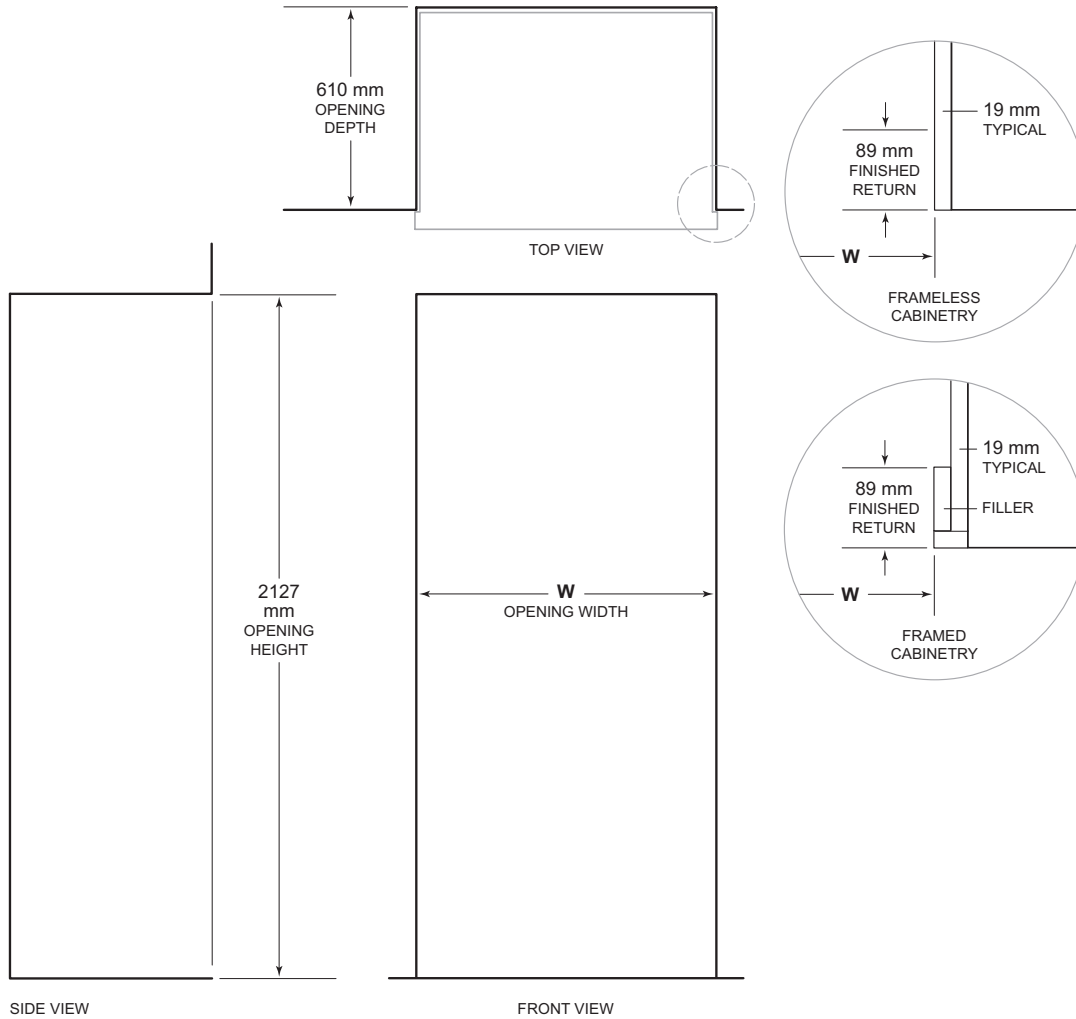 610 mm
OPENING
DEPTH
TOP VIEW
19 mm
TYPICAL
89 mm
FINISHED
RETURN
W
FRAMELESS
CABINETRY
2127
mm
OPENING
HEIGHT
W
OPENING WIDTH
19 mm
TYPICAL
89 mm
FINISHED
RETURN
FILLER
W
FRAMED
CABINETRY
SIDE VIEW
FRONT VIEW